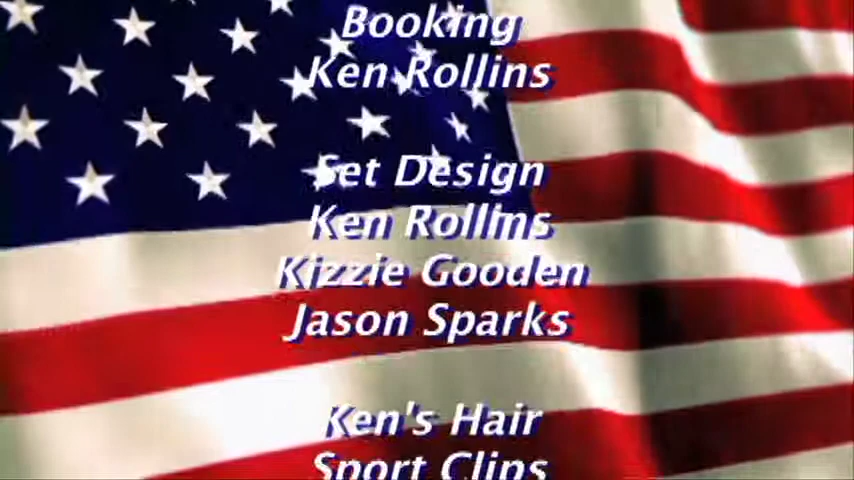 Booking
Ken Rollins
Set Design
Ken Rollins
Kizzie Gooden
Jason Sparks
Ken's Hair
Sport Clips